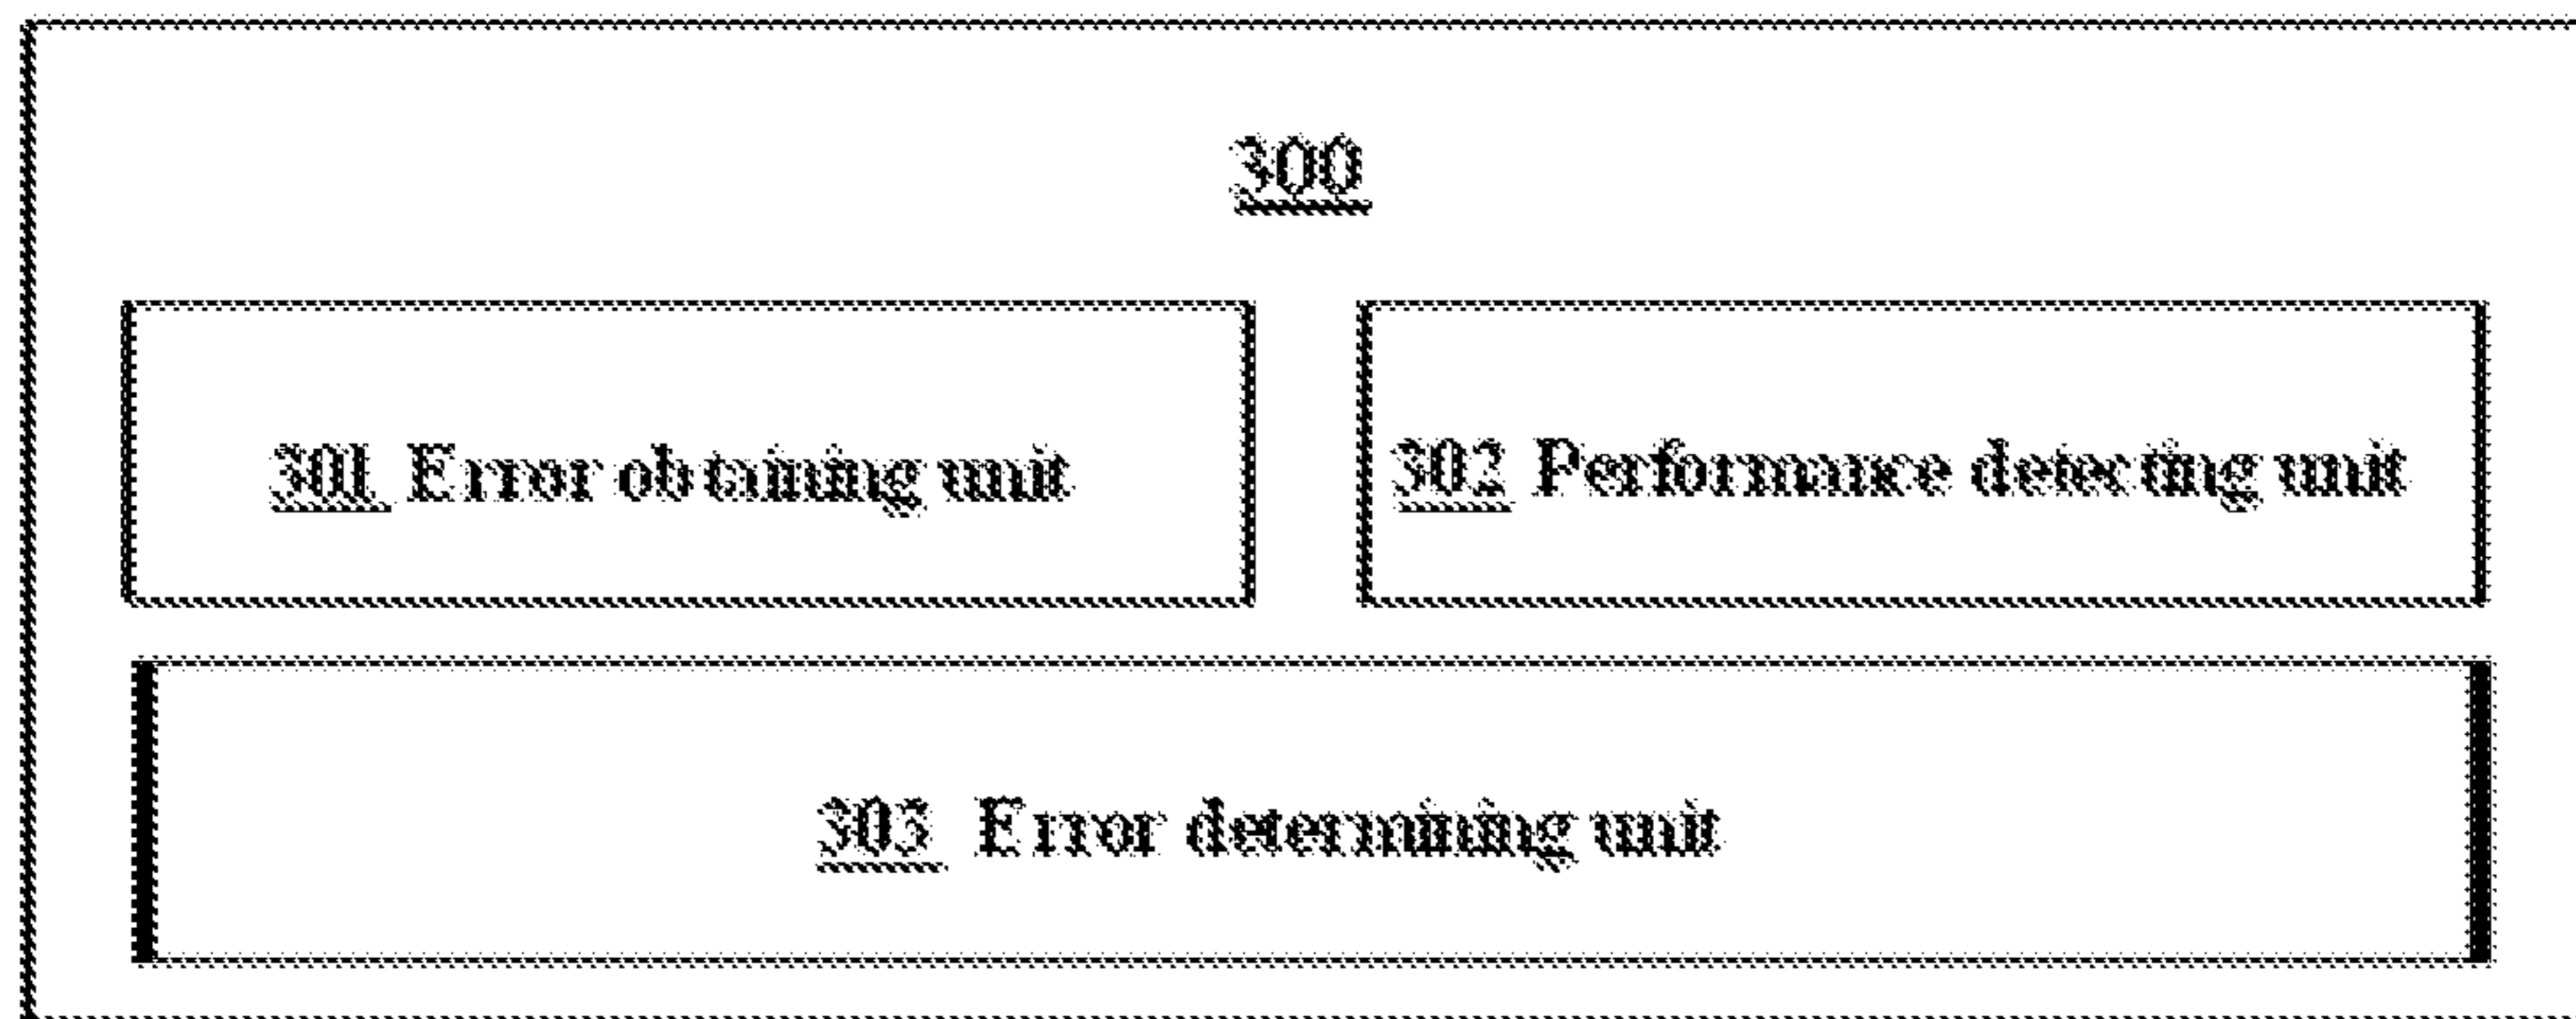 300
301 Error obtaining unit
302 Performance detecting unit
303 Error determining unit